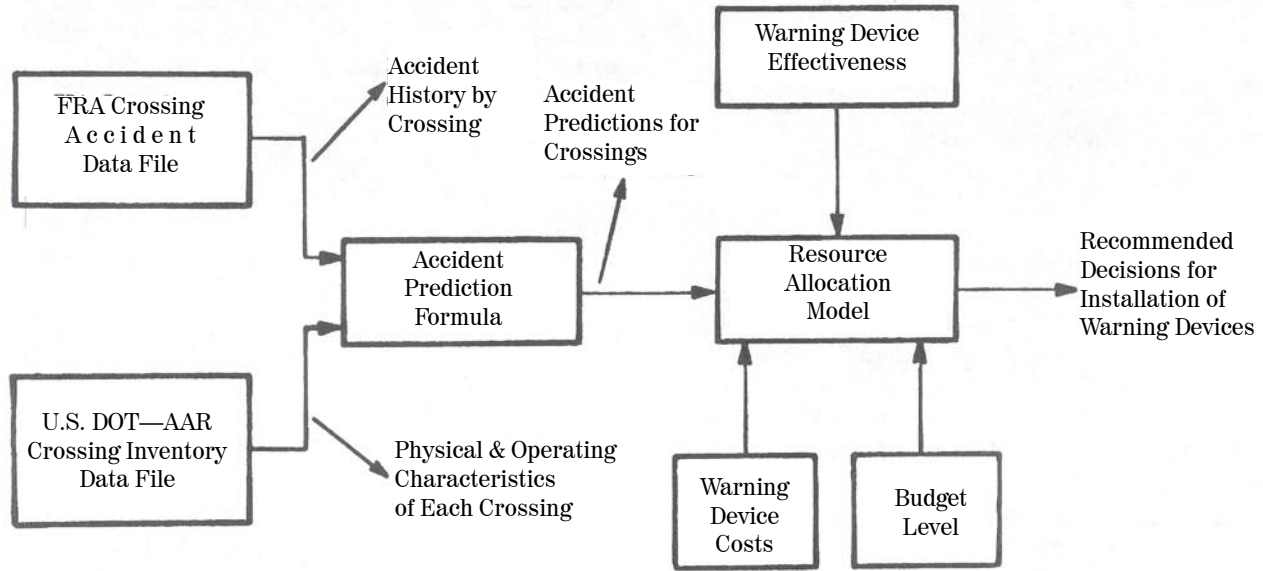 Warning Device
Effectiveness
FRA Crossing
A c c i d e n t
Data File
Accident
History by
Crossing
Accident
Predictions for
Crossings
Accident
Prediction
Formula
Resource
Allocation
Model
Recommended
Decisions for
Installation of
Warning Devices
U.S. DOT—AAR
Crossing Inventory
Data File
Physical & Operating
Characteristics
of Each Crossing
Warning
Device
Costs
Budget
Level